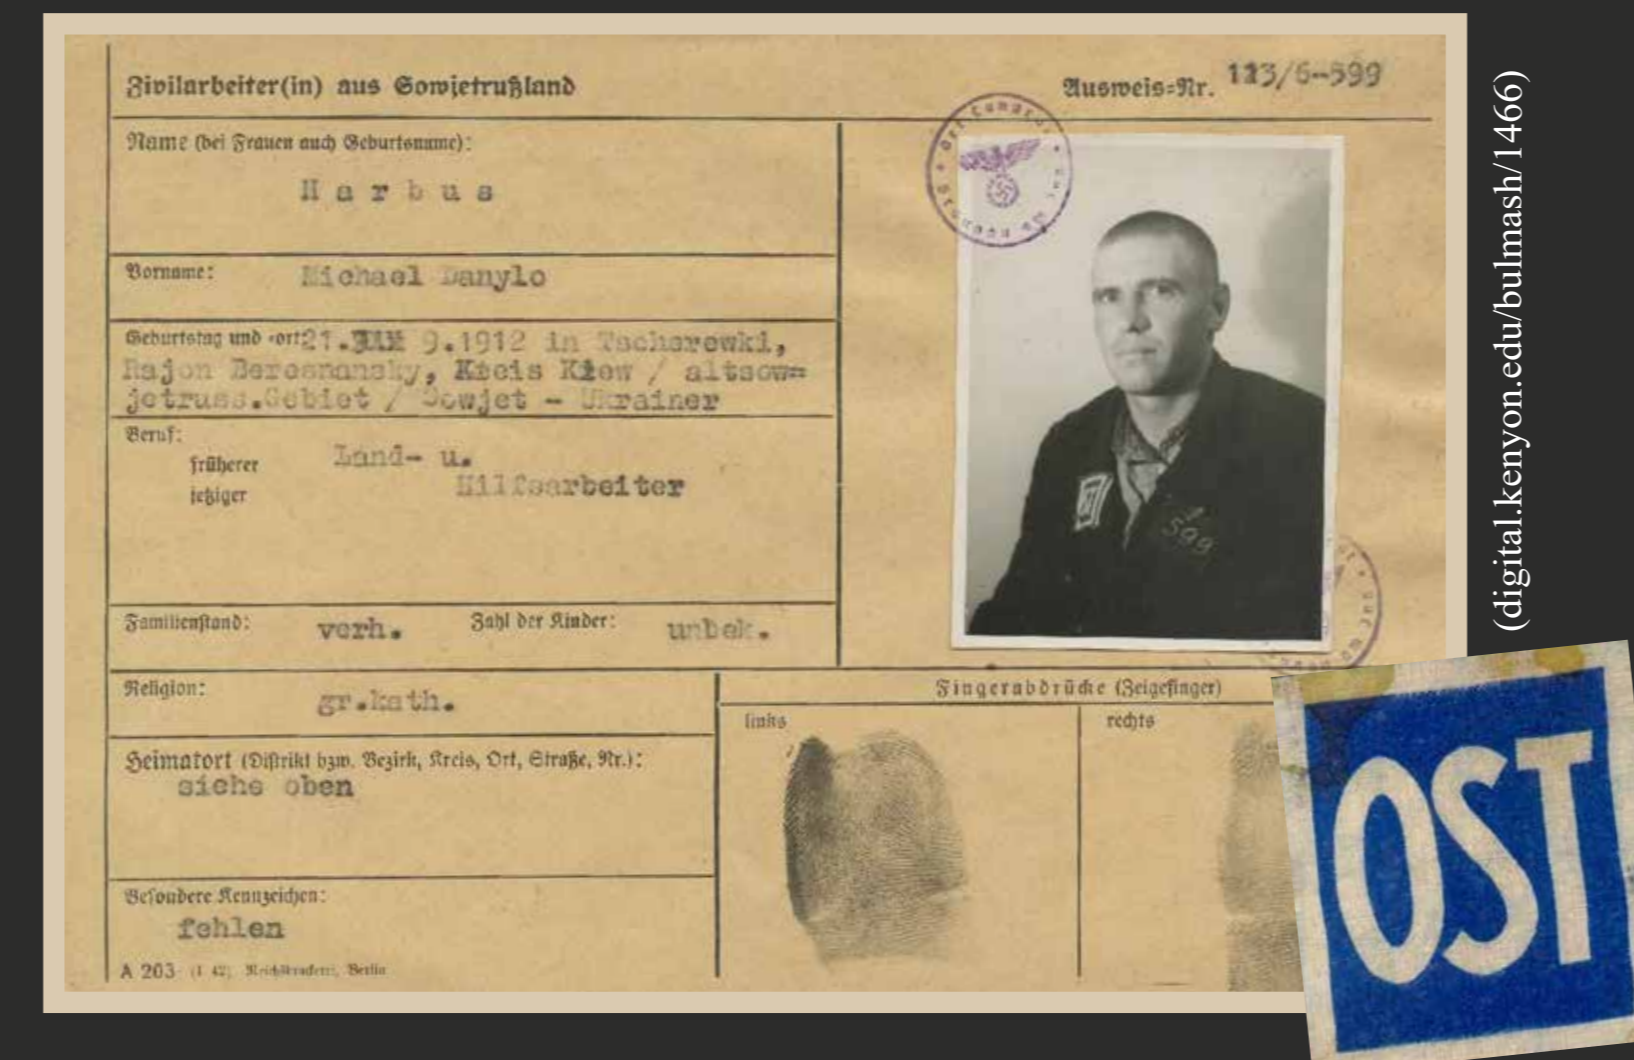 Zivilarbeiter(in) aus Sowjetrußland
Ausweis=Nr. 113/6--599
Name (bei Frauen auch Geburtsname):
Harbus
Vorname: Michael Danylo
Geburtstag und -ort: 21. 9.1912 in Tscherewki,
Rajon Beresnansky, Kreis Kiew / altsow=
jetruss.Gebiet / Sowjet - Ukrainer
Beruf:
früherer Land- u.
jetziger Hilfsarbeiter
Familienstand: verh. Zahl der Kinder: unbek.
Religion: gr.kath.
Heimatort (Distrikt bzw. Bezirk, Kreis, Ort, Straße, Nr.):
siehe oben
Besondere Kennzeichen:
fehlen
A 203 (I 42) Reichsdruckerei, Berlin
Fingerabdrücke (Zeigefinger)
links rechts
599
OST
(digital.kenyon.edu/bulmash/1466)